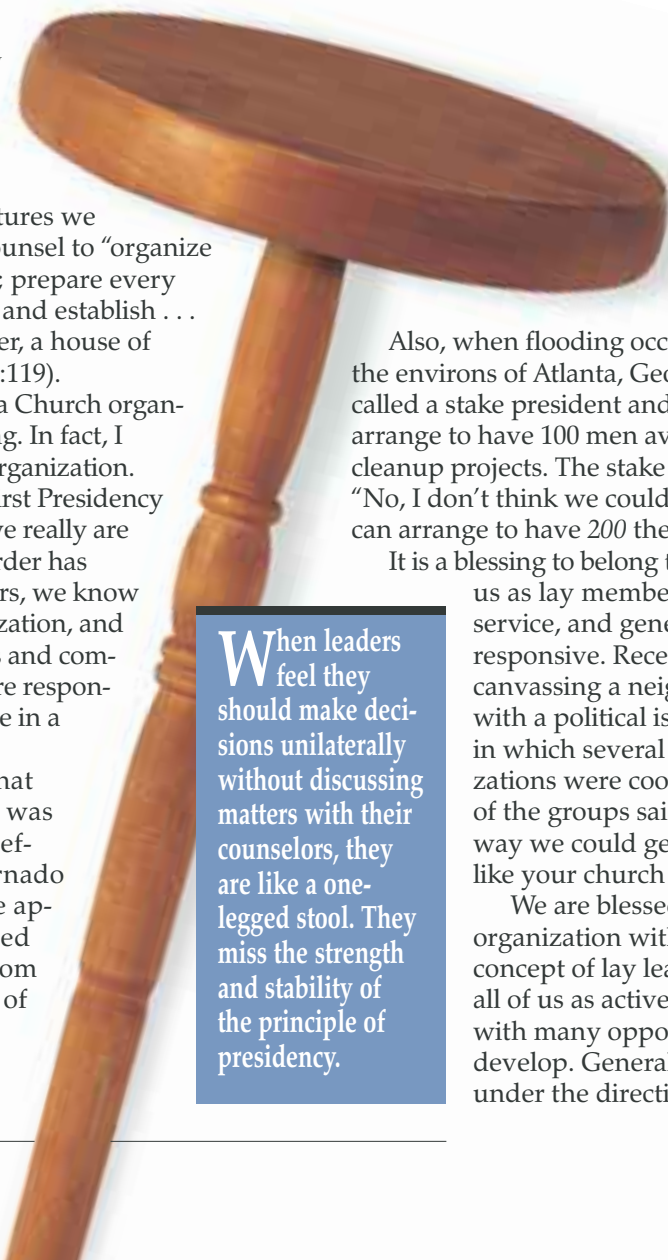 tures we
ounsel to “organize
; prepare every
and establish . . .
er, a house of
:119).
a Church organ-
g. In fact, I
rganization.
irst Presidency
ve really are
rder has
rs, we know
zation, and
s and com-
re respon-
e in a
hat
was
ef-
rnado
e ap-
ed
om
of
When leaders
feel they
should make deci-
sions unilaterally
without discussing
matters with their
counselors, they
are like a one-
legged stool. They
miss the strength
and stability of
the principle of
presidency.
Also, when flooding occ
the environs of Atlanta, Geo
called a stake president and
arrange to have 100 men av
cleanup projects. The stake
“No, I don’t think we could
can arrange to have 200 the
It is a blessing to belong t
us as lay membe
service, and gene
responsive. Rece
canvassing a neig
with a political is
in which several
zations were coo
of the groups sai
way we could ge
like your church
We are blessed
organization with
concept of lay lea
all of us as active
with many oppo
develop. General
under the directi